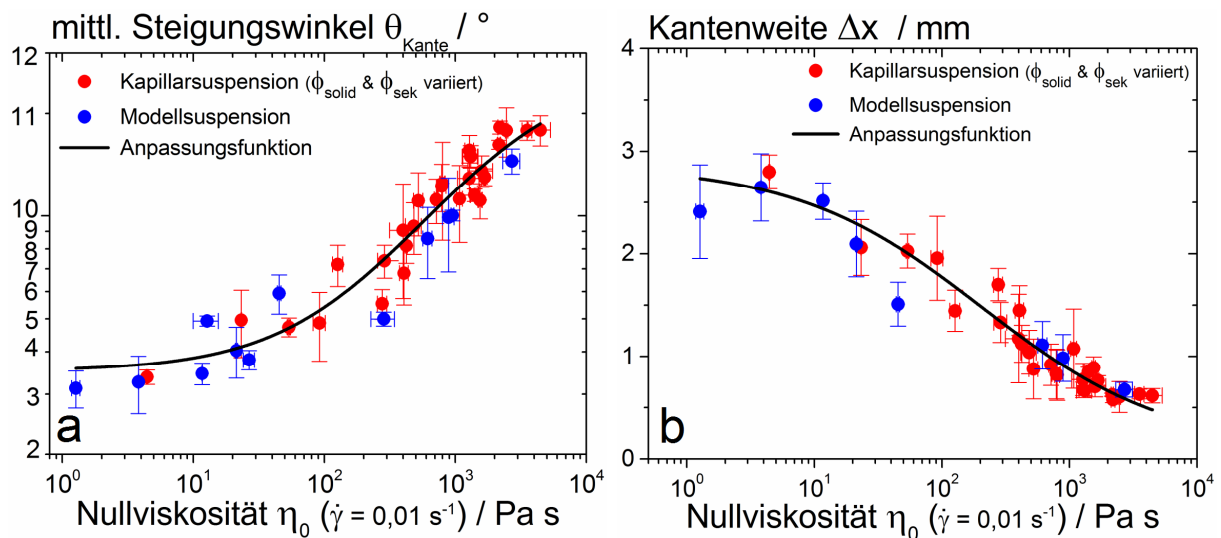 mittl. Steigungswinkel θKante / °
12
11
10
9
8
7
6
5
4
3
2
Kapillarsuspension (ϕsolid & ϕsek variiert)
Modellsuspension
Anpassungsfunktion
a
10⁰ 10¹ 10² 10³ 10⁴
Nullviskosität η₀ (γ̇ = 0,01 s⁻¹) / Pa s
Kantenweite Δx / mm
4
3
2
1
0
Kapillarsuspension (ϕsolid & ϕsek variiert)
Modellsuspension
Anpassungsfunktion
b
10⁰ 10¹ 10² 10³ 10⁴
Nullviskosität η₀ (γ̇ = 0,01 s⁻¹) / Pa s